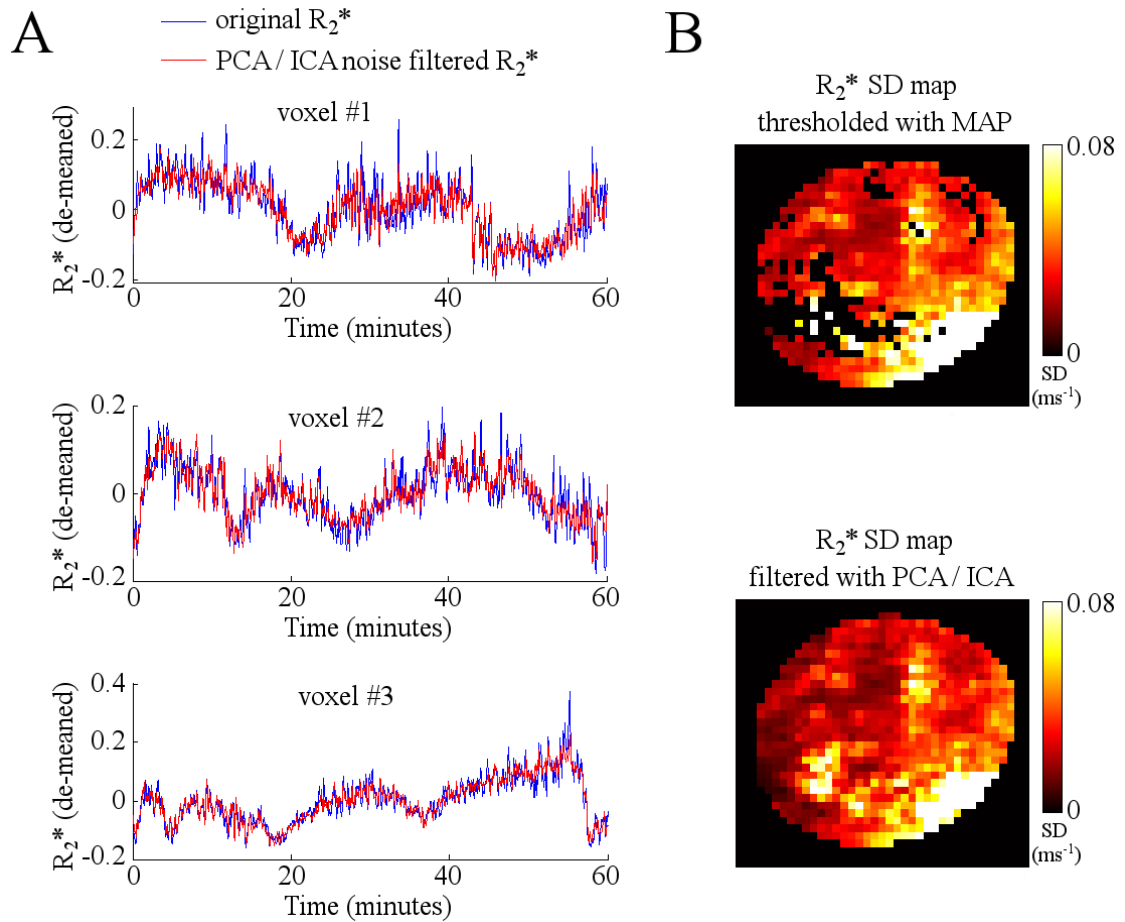 A
original R₂*
PCA / ICA noise filtered R₂*
voxel #1
R₂* (de-meaned)
0.2
0
-0.2
0
20
40
60
Time (minutes)
voxel #2
R₂* (de-meaned)
0.2
0
-0.2
0
20
40
60
Time (minutes)
voxel #3
R₂* (de-meaned)
0.4
0.2
0
-0.2
0
20
40
60
Time (minutes)
B
R₂* SD map
thresholded with MAP
0.08
0
SD
(ms⁻¹)
R₂* SD map
filtered with PCA / ICA
0.08
0
SD
(ms⁻¹)